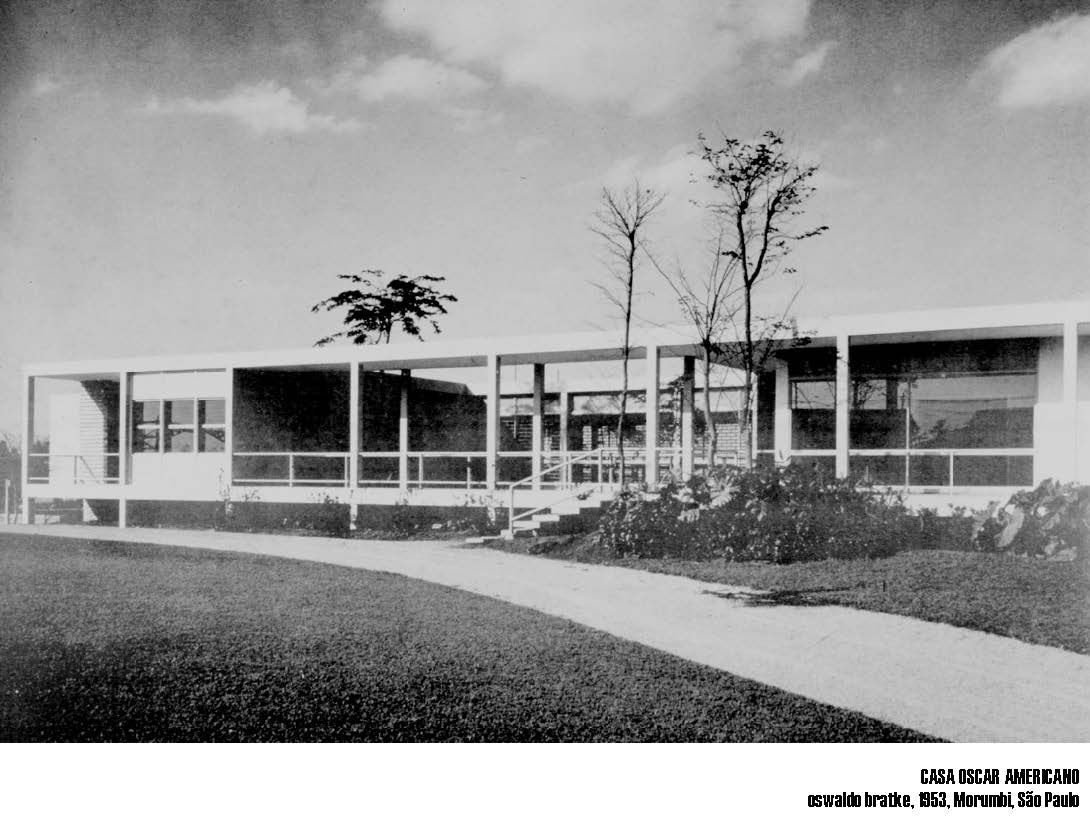 CASA OSCAR AMERICANO
oswaldo bratke, 1953, Morumbi, São Paulo